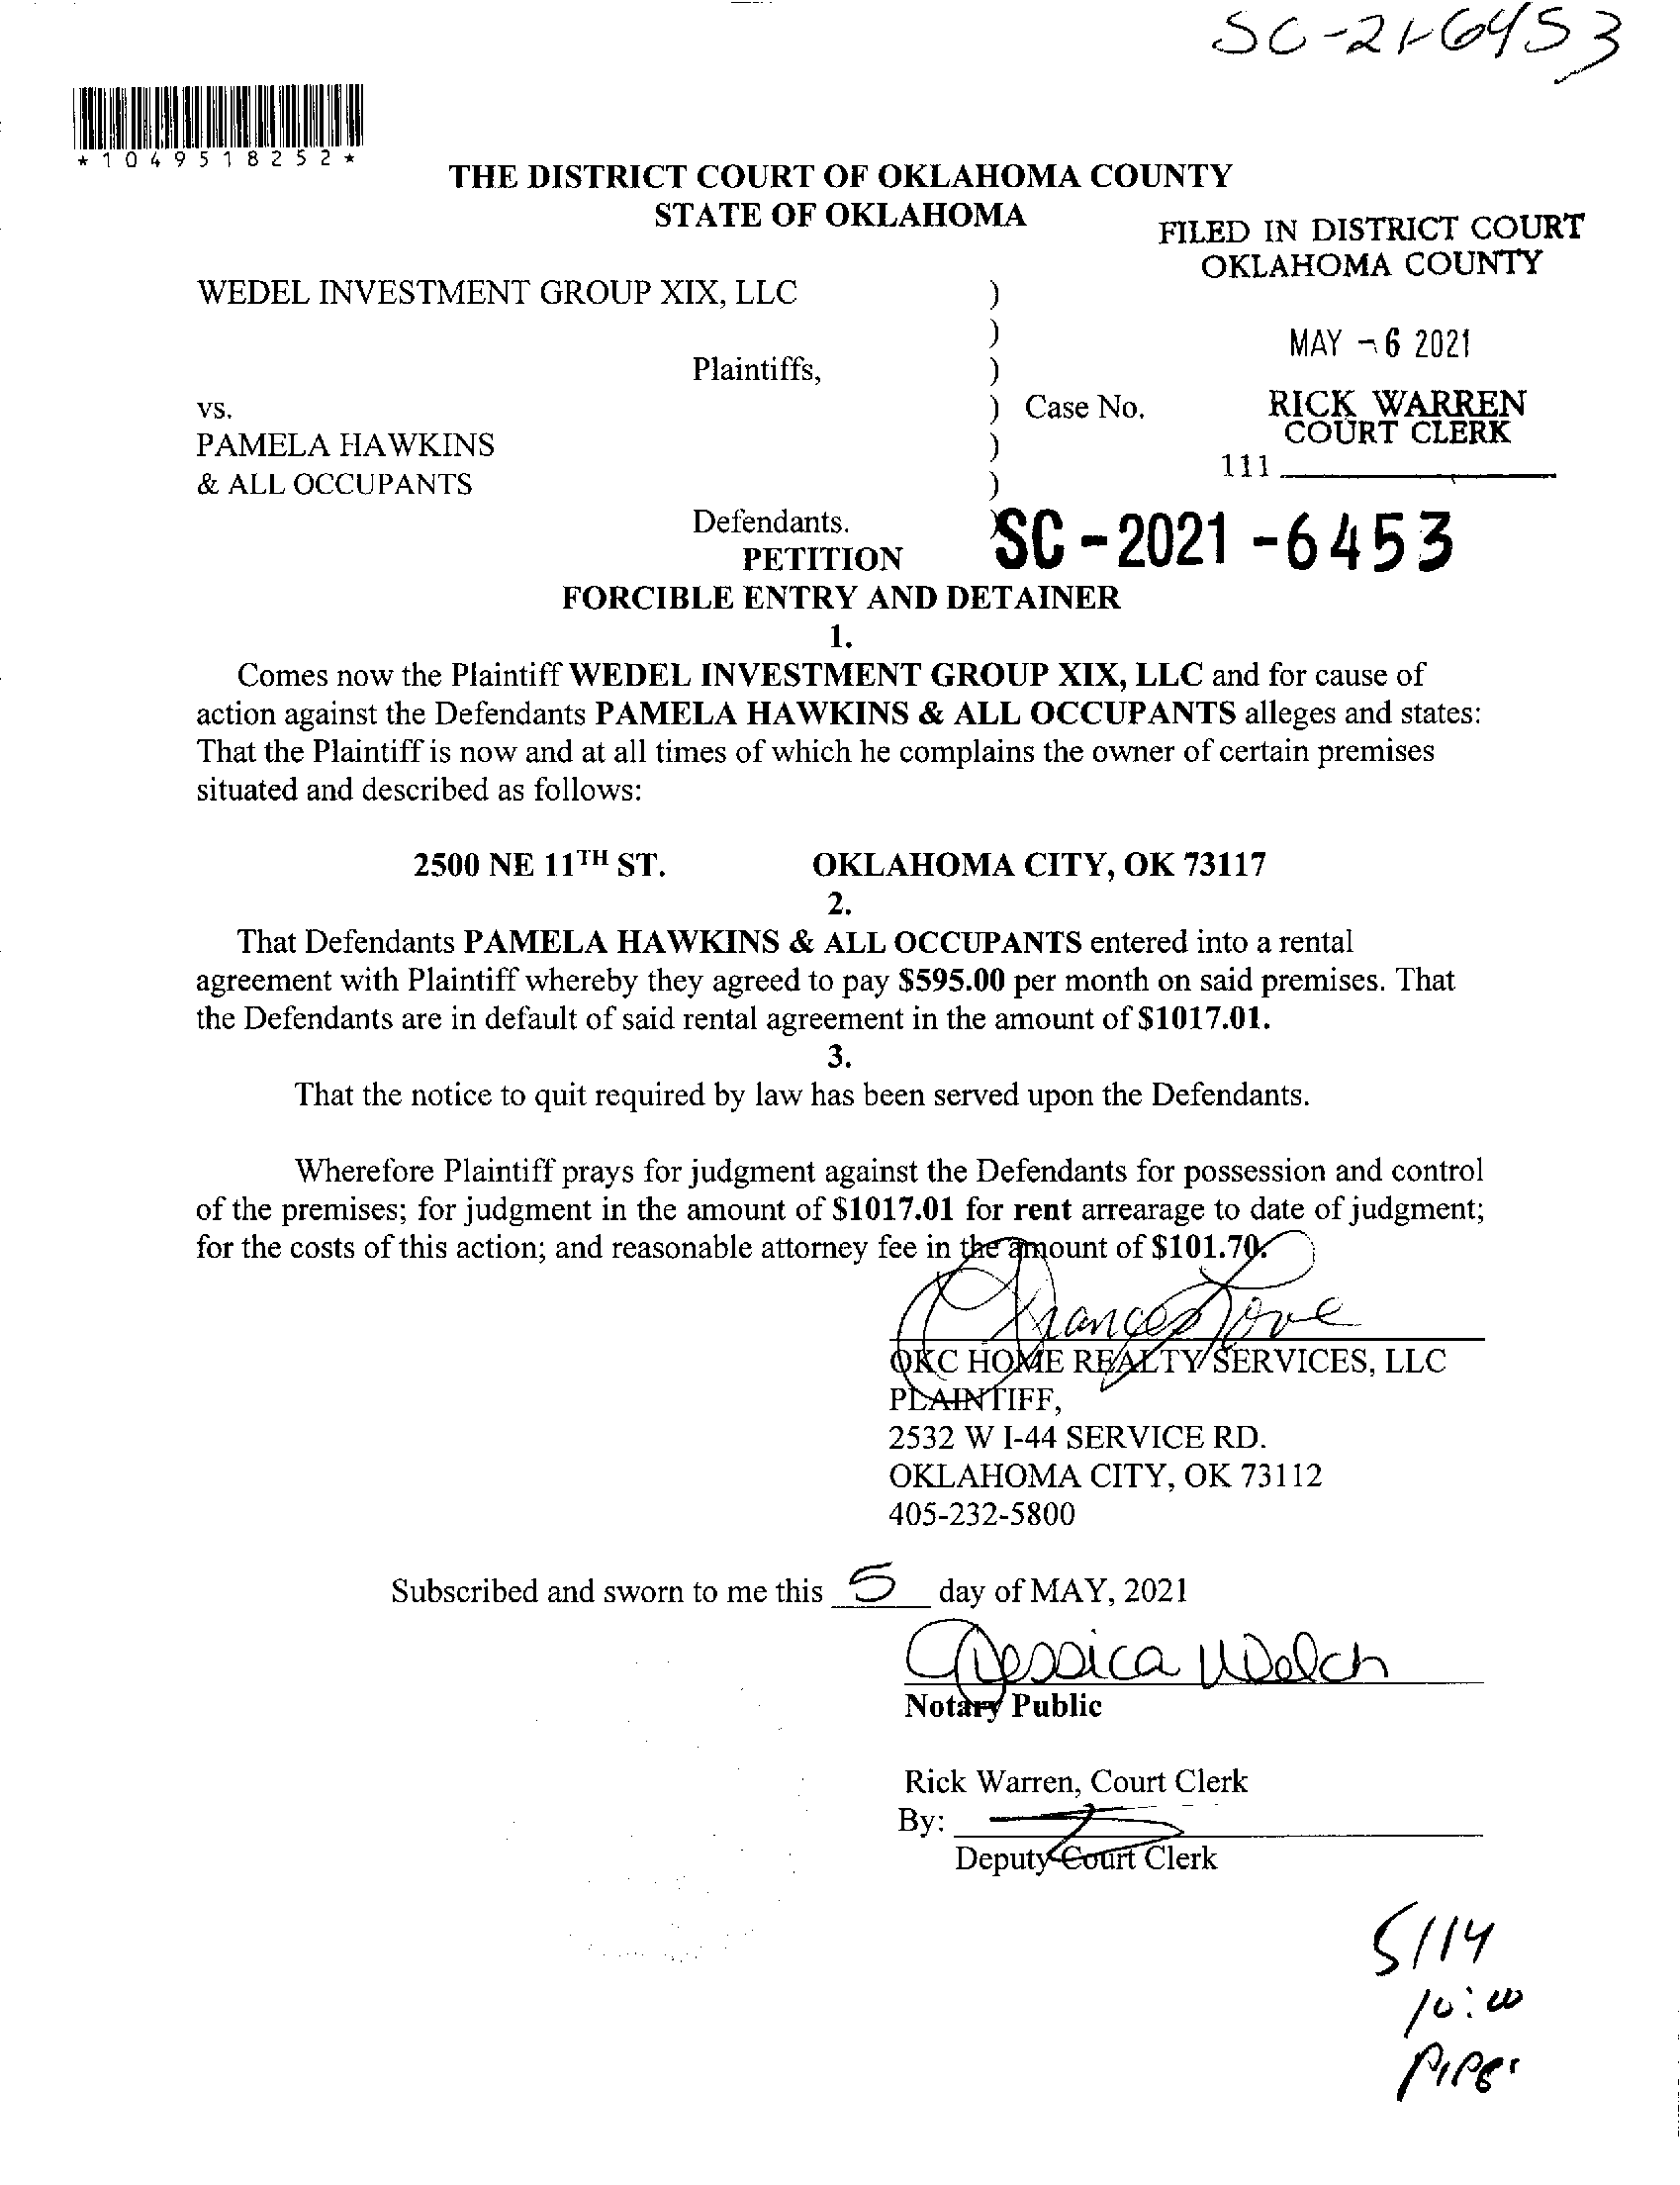 SC-21-6453
*1049518252*
THE DISTRICT COURT OF OKLAHOMA COUNTY
STATE OF OKLAHOMA
FILED IN DISTRICT COURT
OKLAHOMA COUNTY
WEDEL INVESTMENT GROUP XIX, LLC )
)
MAY -6 2021
Plaintiffs, )
vs. ) Case No.
RICK WARREN
COURT CLERK
PAMELA HAWKINS )
111
& ALL OCCUPANTS )
Defendants. )
SC-2021-6453
PETITION
FORCIBLE ENTRY AND DETAINER
1.
Comes now the Plaintiff WEDEL INVESTMENT GROUP XIX, LLC and for cause of
action against the Defendants PAMELA HAWKINS & ALL OCCUPANTS alleges and states:
That the Plaintiff is now and at all times of which he complains the owner of certain premises
situated and described as follows:
2500 NE 11TH ST. OKLAHOMA CITY, OK 73117
2.
That Defendants PAMELA HAWKINS & ALL OCCUPANTS entered into a rental
agreement with Plaintiff whereby they agreed to pay $595.00 per month on said premises. That
the Defendants are in default of said rental agreement in the amount of $1017.01.
3.
That the notice to quit required by law has been served upon the Defendants.
Wherefore Plaintiff prays for judgment against the Defendants for possession and control
of the premises; for judgment in the amount of $1017.01 for rent arrearage to date of judgment;
for the costs of this action; and reasonable attorney fee in the amount of $101.70.
Frances Love
OKC HOME REALTY SERVICES, LLC
PLAINTIFF,
2532 W I-44 SERVICE RD.
OKLAHOMA CITY, OK 73112
405-232-5800
Subscribed and sworn to me this 5 day of MAY, 2021
Jessica Welch
Notary Public
Rick Warren, Court Clerk
By:
Deputy Court Clerk
5/14
10:00